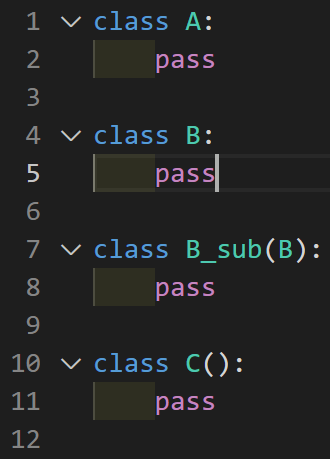 1 class A:
2     pass
3
4 class B:
5     pass
6
7 class B_sub(B):
8     pass
9
10 class C():
11     pass
12